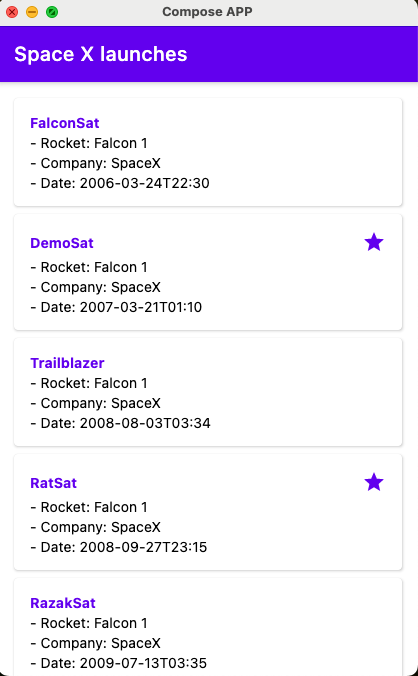 Compose APP
Space X launches
FalconSat
- Rocket: Falcon 1
- Company: SpaceX
- Date: 2006-03-24T22:30
DemoSat
- Rocket: Falcon 1
- Company: SpaceX
- Date: 2007-03-21T01:10
Trailblazer
- Rocket: Falcon 1
- Company: SpaceX
- Date: 2008-08-03T03:34
RatSat
- Rocket: Falcon 1
- Company: SpaceX
- Date: 2008-09-27T23:15
RazakSat
- Rocket: Falcon 1
- Company: SpaceX
- Date: 2009-07-13T03:35